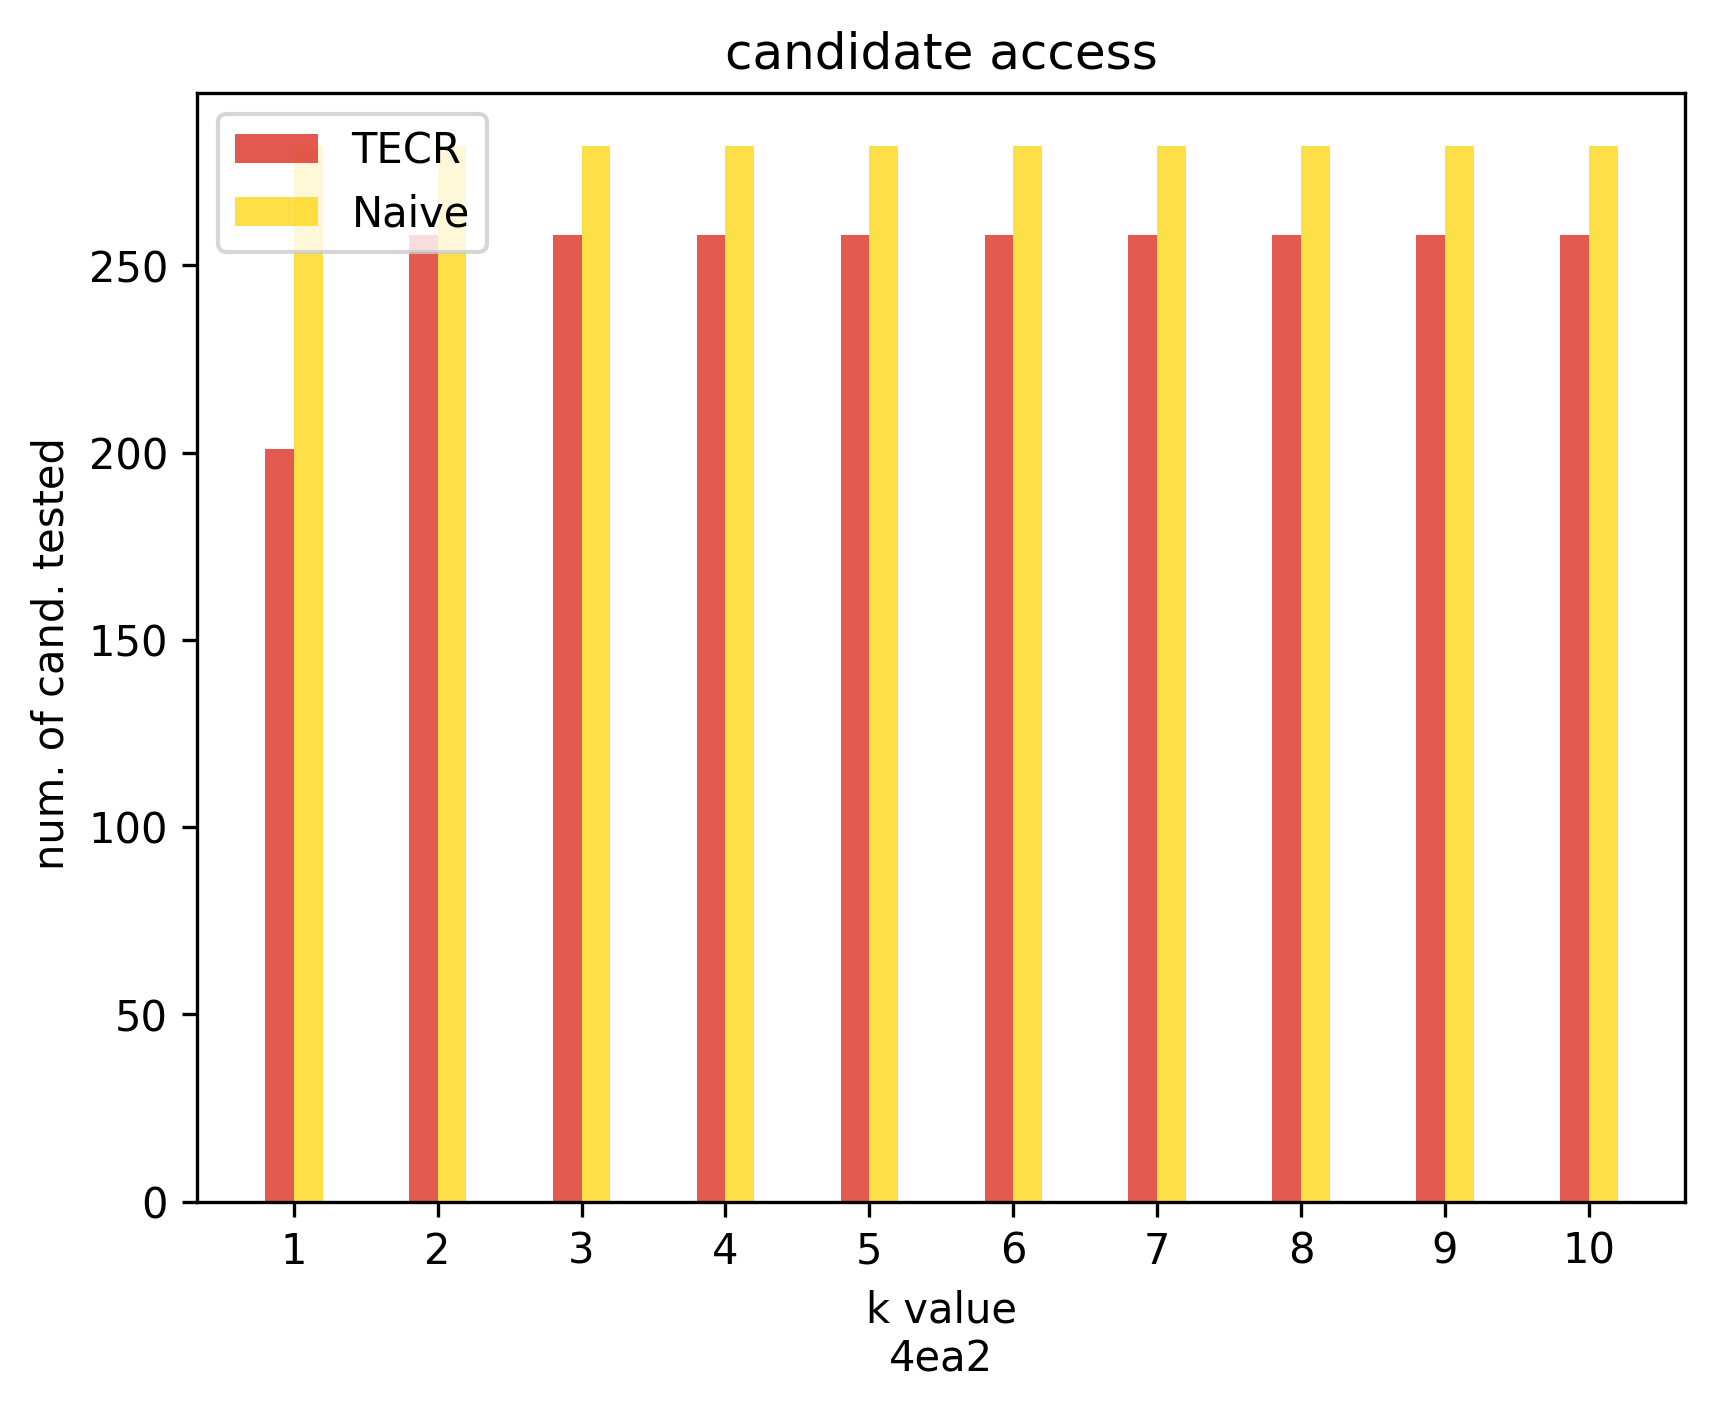 candidate access
TECR
Naive
250
200
150
100
50
0
num. of cand. tested
1 2 3 4 5 6 7 8 9 10
k value
4ea2